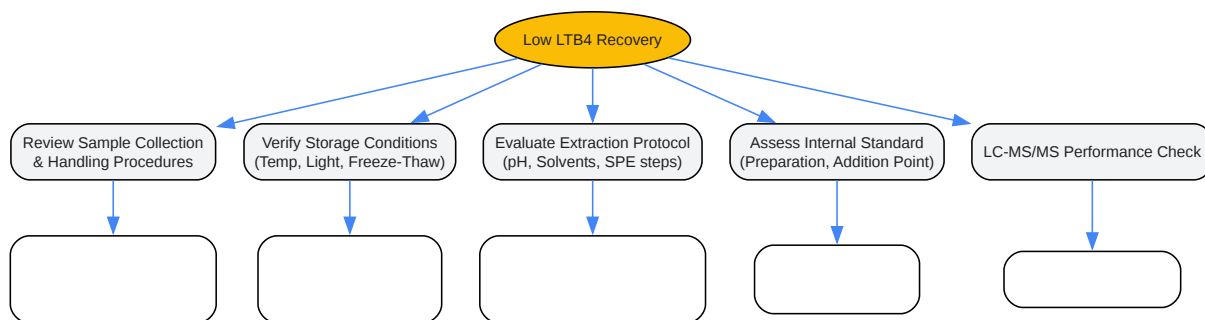 Low LTB4 Recovery
Review Sample Collection
& Handling Procedures
Verify Storage Conditions
(Temp, Light, Freeze-Thaw)
Evaluate Extraction Protocol
(pH, Solvents, SPE steps)
Assess Internal Standard
(Preparation, Addition Point)
LC-MS/MS Performance Check